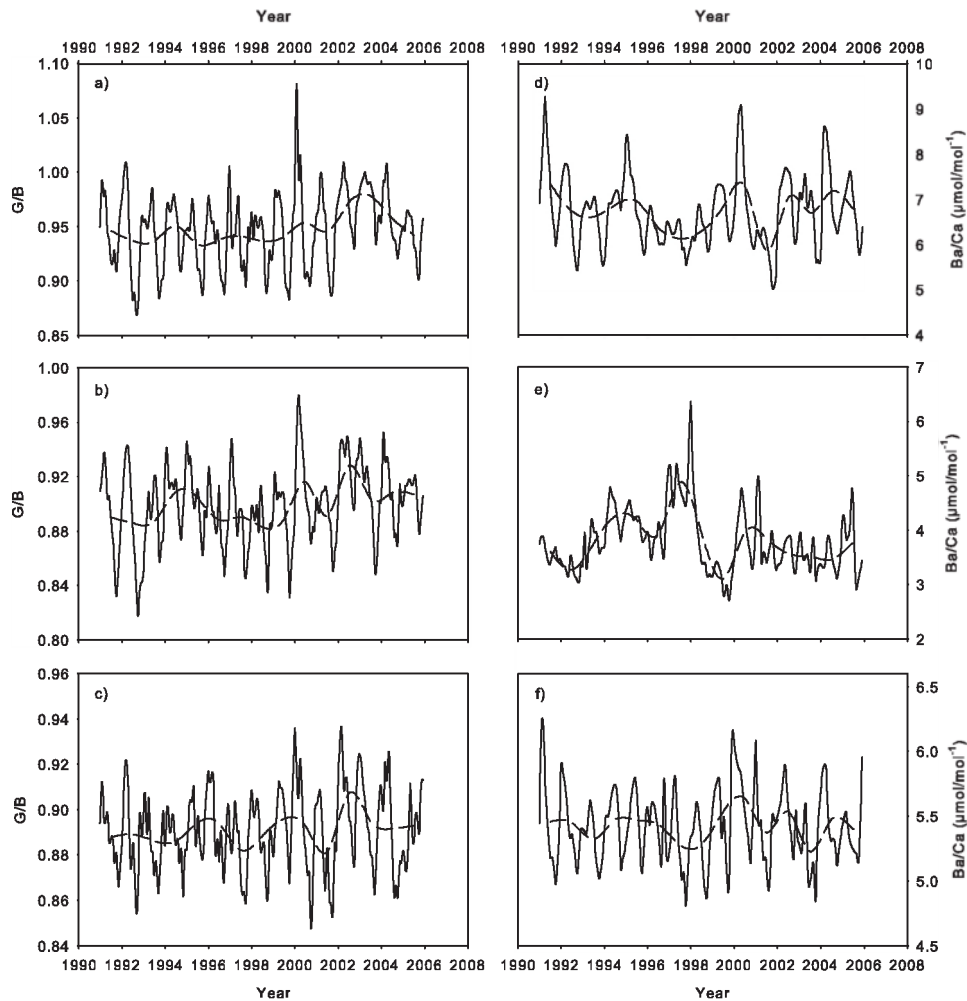 Year Year
1990 1992 1994 1996 1998 2000 2002 2004 2006 2008 1990 1992 1994 1996 1998 2000 2002 2004 2006 2008
1.10
1.05
1.00
0.95
0.90
0.85
G/B
a)
d)
10
9
8
7
6
5
4
Ba/Ca (µmol/mol⁻¹)
1.00
0.96
0.92
0.88
0.84
0.80
G/B
b)
e)
7
6
5
4
3
2
Ba/Ca (µmol/mol⁻¹)
0.96
0.94
0.92
0.90
0.88
0.86
0.84
G/B
c)
f)
6.5
6.0
5.5
5.0
4.5
Ba/Ca (µmol/mol⁻¹)
1990 1992 1994 1996 1998 2000 2002 2004 2006 2008 1990 1992 1994 1996 1998 2000 2002 2004 2006 2008
Year Year